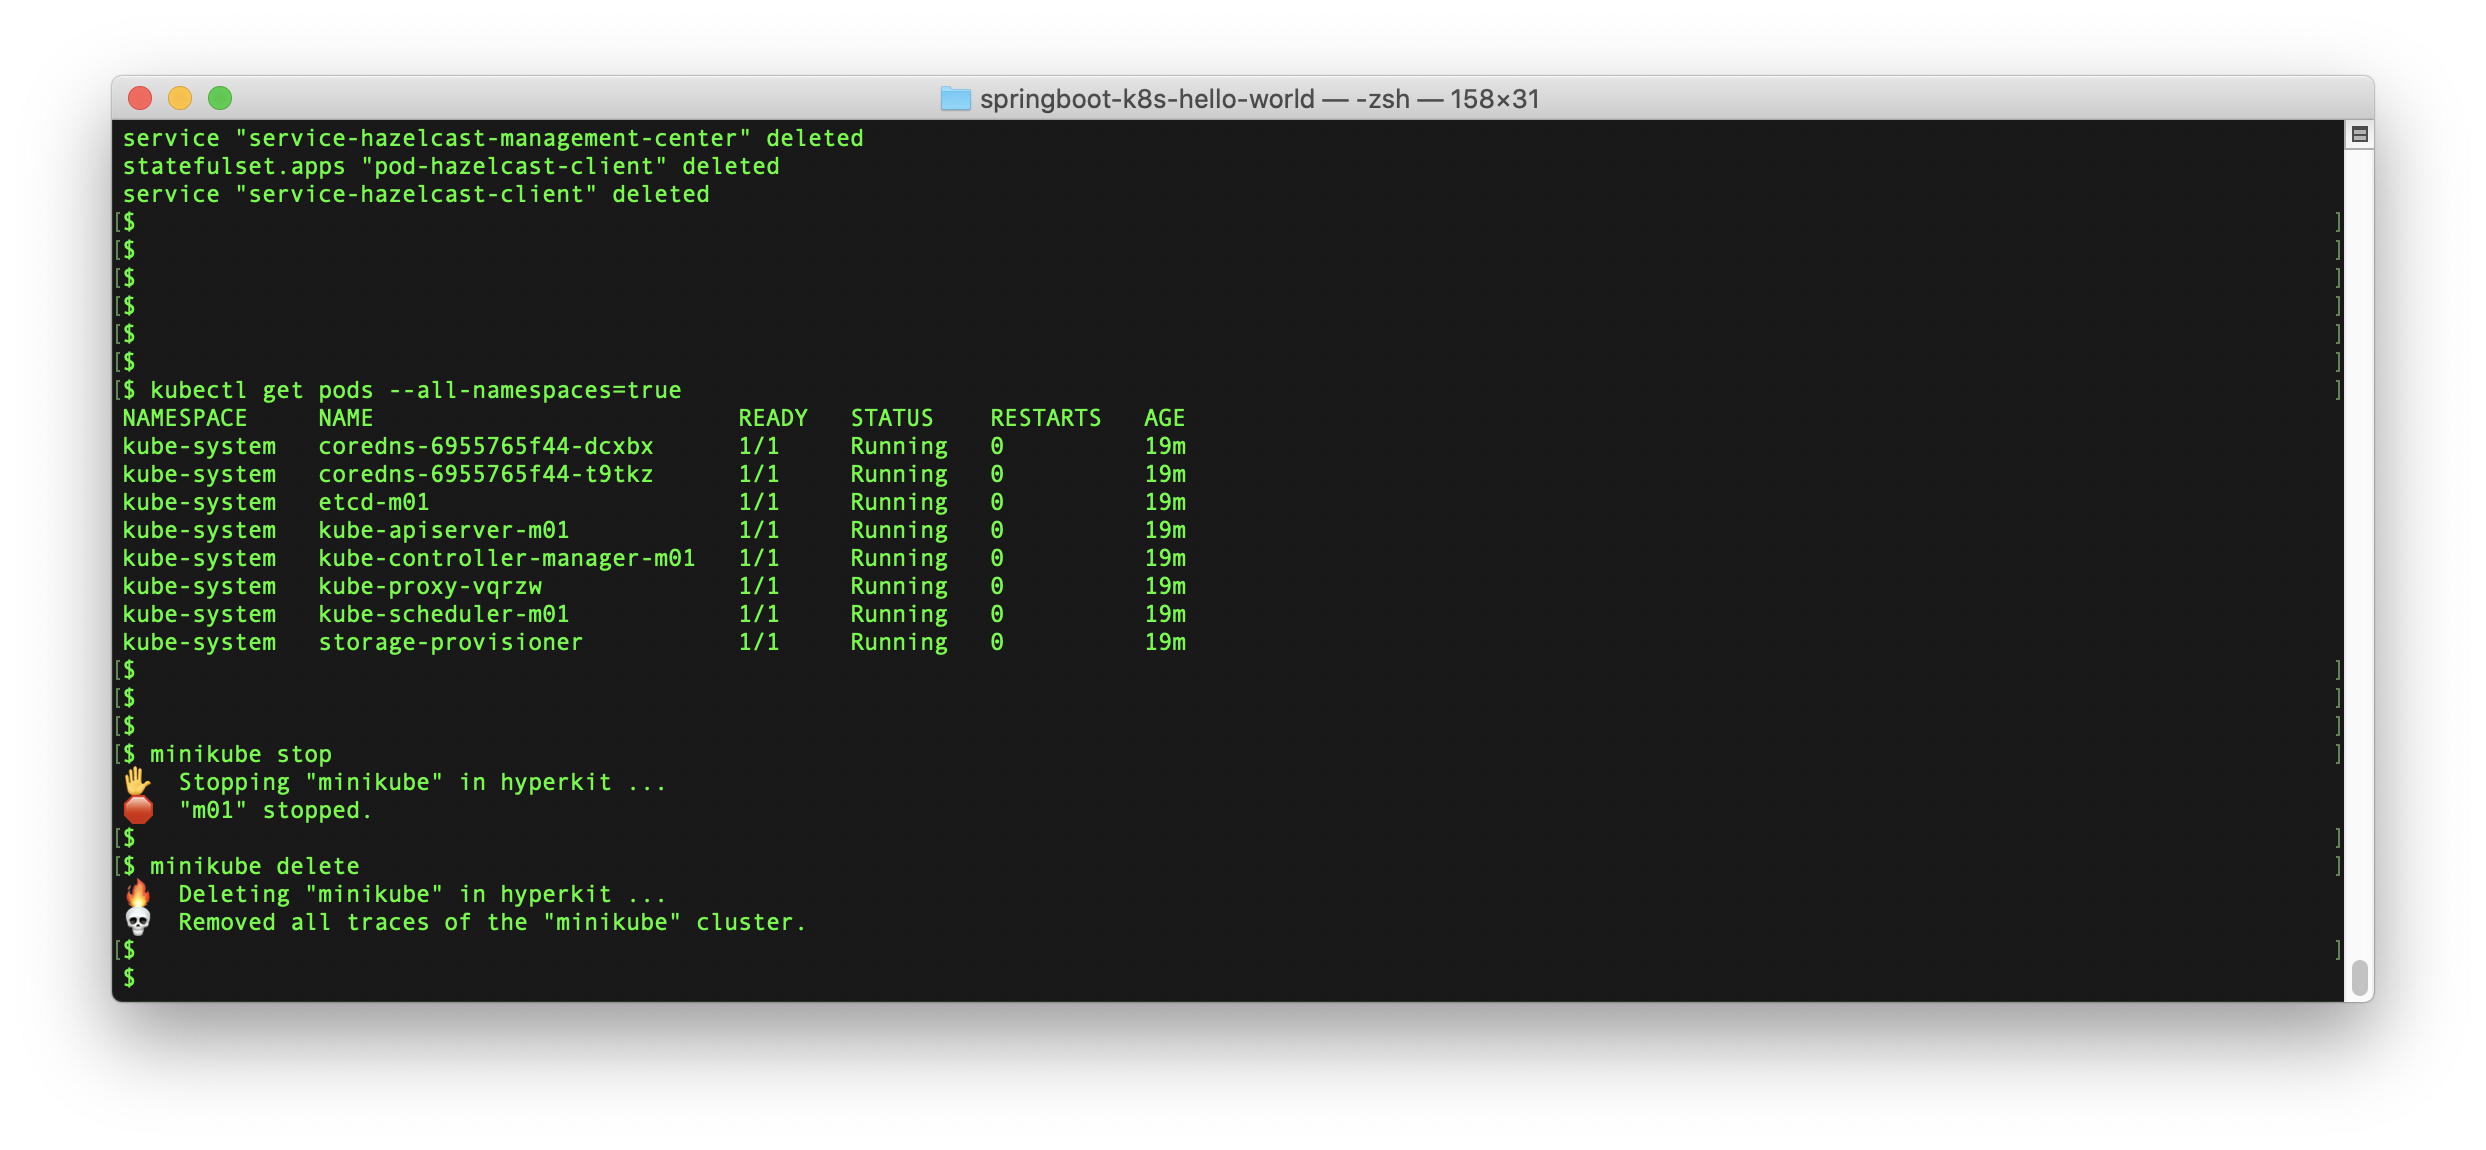 springboot-k8s-hello-world — -zsh — 158×31
service "service-hazelcast-management-center" deleted
statefulset.apps "pod-hazelcast-client" deleted
service "service-hazelcast-client" deleted
[$ ]
[$ ]
[$ ]
[$ ]
[$ ]
[$ ]
[$ kubectl get pods --all-namespaces=true ]
NAMESPACE     NAME                          READY   STATUS    RESTARTS   AGE
kube-system   coredns-6955765f44-dcxbx      1/1     Running   0          19m
kube-system   coredns-6955765f44-t9tkz      1/1     Running   0          19m
kube-system   etcd-m01                      1/1     Running   0          19m
kube-system   kube-apiserver-m01            1/1     Running   0          19m
kube-system   kube-controller-manager-m01   1/1     Running   0          19m
kube-system   kube-proxy-vqrzw              1/1     Running   0          19m
kube-system   kube-scheduler-m01            1/1     Running   0          19m
kube-system   storage-provisioner           1/1     Running   0          19m
[$ ]
[$ ]
[$ ]
[$ minikube stop ]
✋  Stopping "minikube" in hyperkit ...
🛑  "m01" stopped.
[$ ]
[$ minikube delete ]
🔥  Deleting "minikube" in hyperkit ...
💀  Removed all traces of the "minikube" cluster.
[$ ]
$